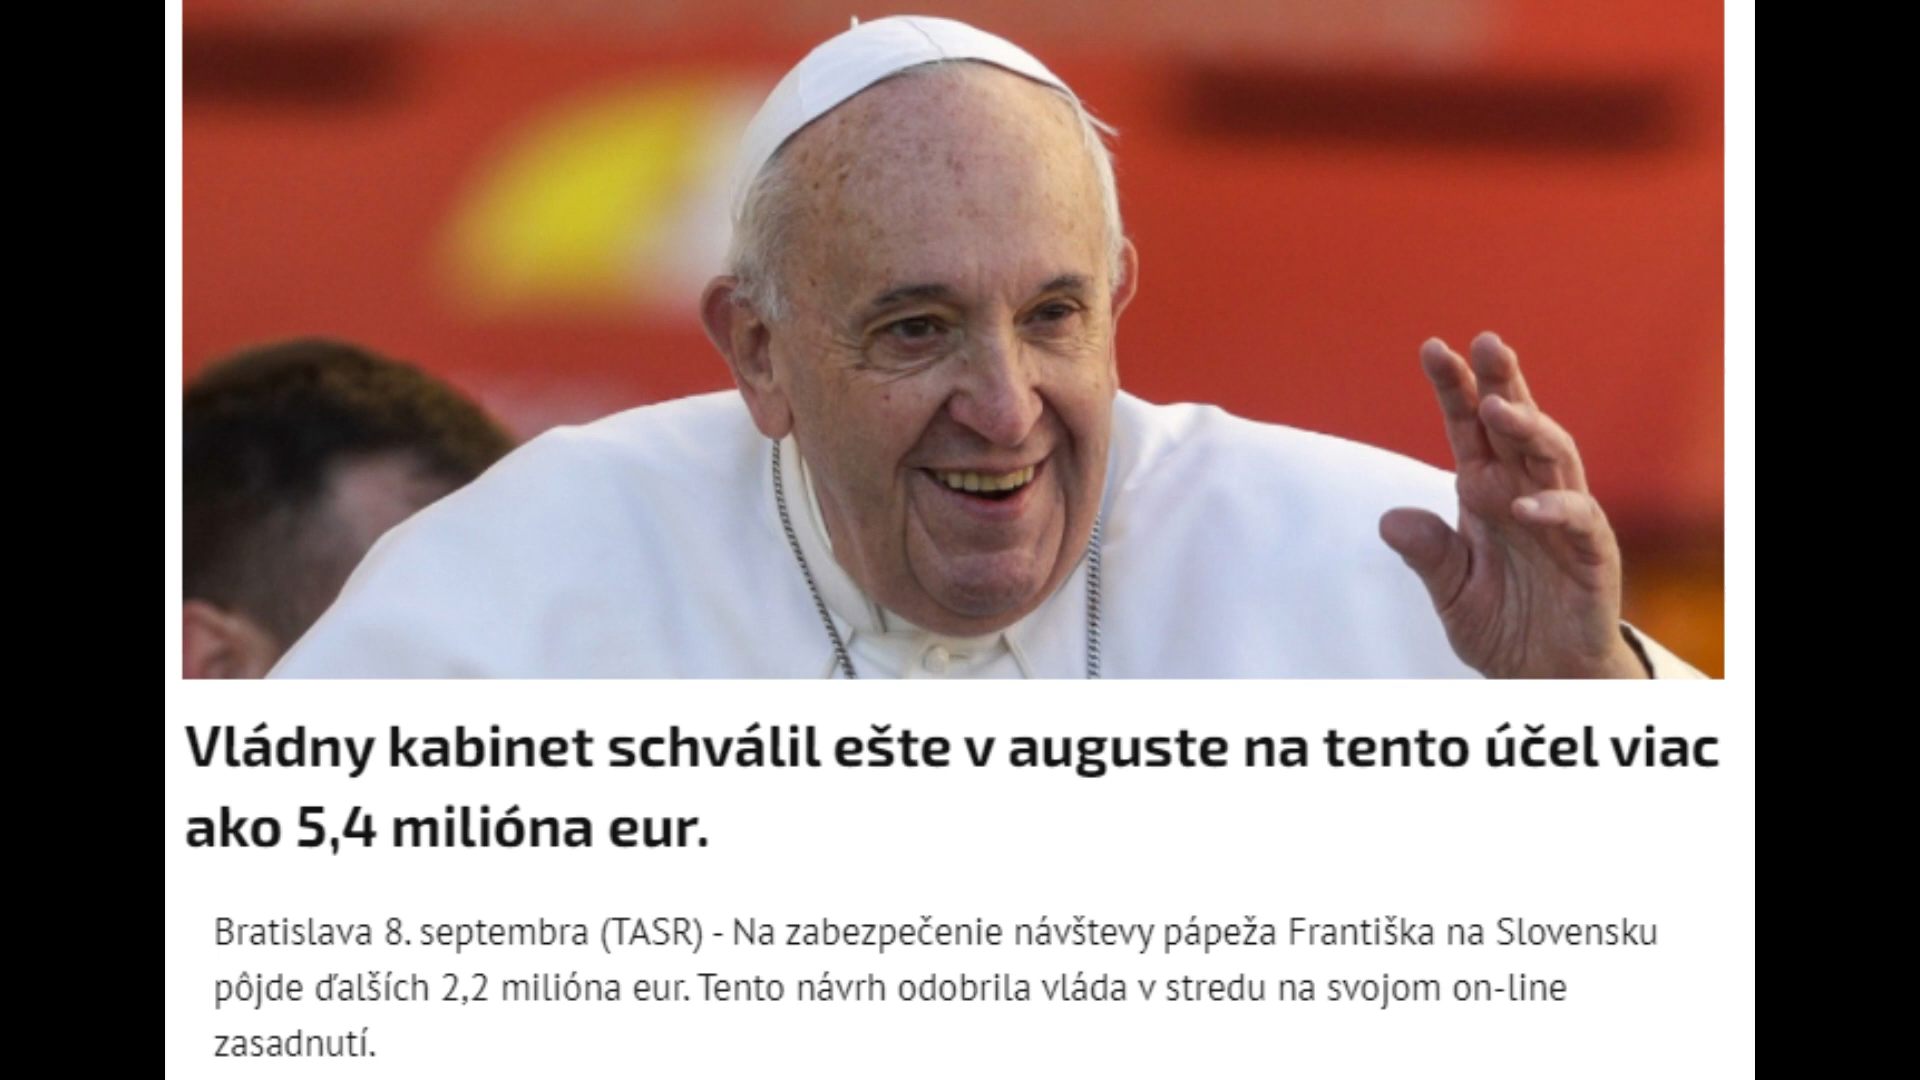 Vládny kabinet schválil ešte v auguste na tento účel viac
ako 5,4 milióna eur.
Bratislava 8. septembra (TASR) - Na zabezpečenie návštevy pápeža Františka na Slovensku
pôjde ďalších 2,2 milióna eur. Tento návrh odobrila vláda v stredu na svojom on-line
zasadnutí.